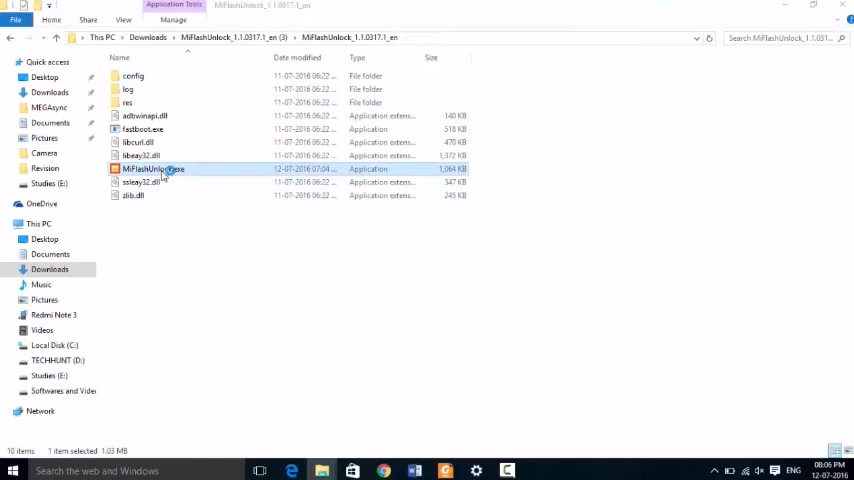 Application Tools
MiFlashUnlock_1.1.0317.1_en
File Home Share View Manage
This PC Downloads MiFlashUnlock_1.1.0317.1_en (3) MiFlashUnlock_1.1.0317.1_en
Search MiFlashUnlock_1.1.031...
Name Date modified Type Size
Quick access
Desktop
Downloads
MEGAsync
Documents
Pictures
Camera
Revision
Studies (E:)
OneDrive
This PC
Desktop
Documents
Downloads
Music
Pictures
Redmi Note 3
Videos
Local Disk (C:)
TECHHUNT (D:)
Studies (E:)
Softwares and Video
Network
config 11-07-2016 06:22 ... File folder
log 11-07-2016 06:22 ... File folder
res 11-07-2016 06:22 ... File folder
adbwinapi.dll 11-07-2016 06:22 ... Application extens... 140 KB
fastboot.exe 11-07-2016 06:22 ... Application 518 KB
libcurl.dll 11-07-2016 06:22 ... Application extens... 470 KB
libeay32.dll 11-07-2016 06:22 ... Application extens... 1,372 KB
MiFlashUnlock.exe 12-07-2016 07:04 ... Application 1,064 KB
ssleay32.dll 11-07-2016 06:22 ... Application extens... 347 KB
zlib.dll 11-07-2016 06:22 ... Application extens... 245 KB
10 items 1 item selected 1.03 MB
Search the web and Windows
ENG
08:06 PM
12-07-2016